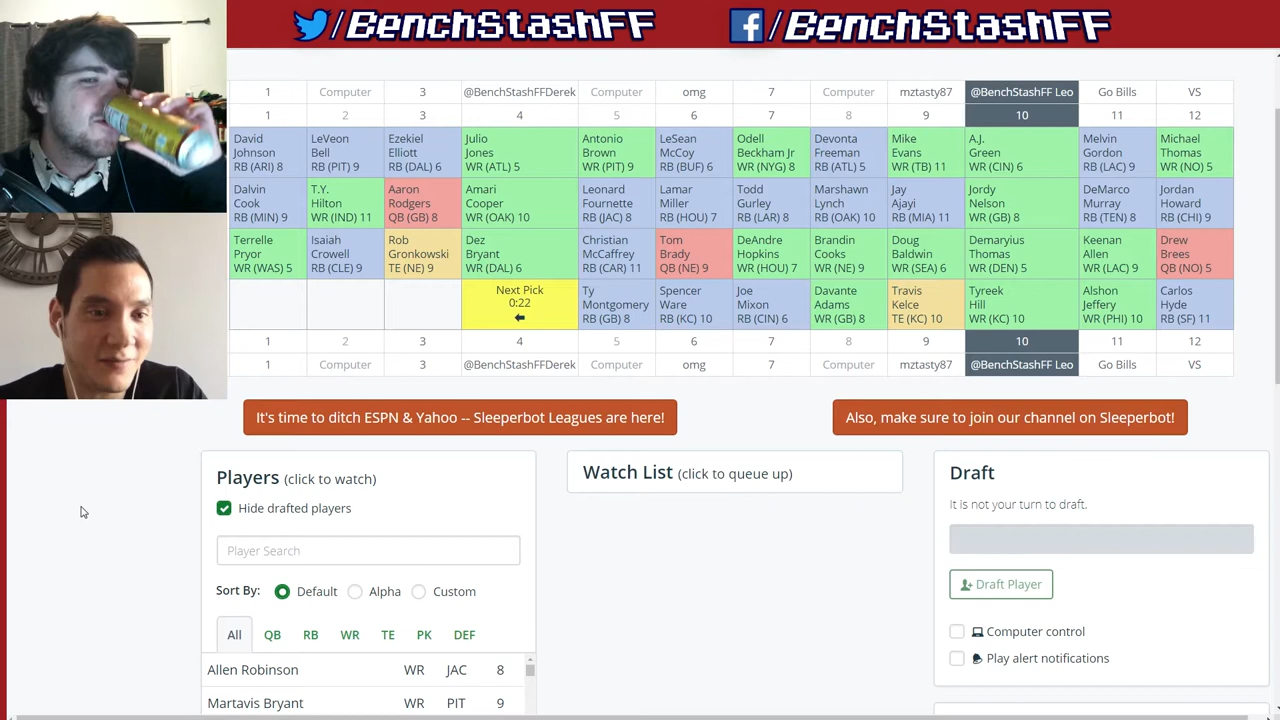 /BenchStashFF /BenchStashFF
1 Computer 3 @BenchStashFFDerek Computer omg 7 Computer mztasty87 @BenchStashFF Leo Go Bills VS
1 2 3 4 5 6 7 8 9 10 11 12
David LeVeon Ezekiel Julio Antonio LeSean Odell Devonta Mike A.J. Melvin Michael
Johnson Bell Elliott Jones Brown McCoy Beckham Jr Freeman Evans Green Gordon Thomas
RB (ARI) 8 RB (PIT) 9 RB (DAL) 6 WR (ATL) 5 WR (PIT) 9 RB (BUF) 6 WR (NYG) 8 RB (ATL) 5 WR (TB) 11 WR (CIN) 6 RB (LAC) 9 WR (NO) 5
Dalvin T.Y. Aaron Amari Leonard Lamar Todd Marshawn Jay Jordy DeMarco Jordan
Cook Hilton Rodgers Cooper Fournette Miller Gurley Lynch Ajayi Nelson Murray Howard
RB (MIN) 9 WR (IND) 11 QB (GB) 8 WR (OAK) 10 RB (JAC) 8 RB (HOU) 7 RB (LAR) RB (OAK) 10 RB (MIA) 11 WR (GB) 8 RB (TEN) 8 RB (CHI) 9
Terrelle Isaiah Rob Dez Christian Tom DeAndre Brandin Doug Demaryius Keenan Drew
Pryor Crowell Gronkowski Bryant McCaffrey Brady Hopkins Cooks Baldwin Thomas Allen Brees
WR (WAS) 5 RB (CLE) 9 TE (NE) 9 WR (DAL) 6 RB (CAR) 11 QB (NE) 9 WR (HOU) 7 WR (NE) 9 WR (SEA) 6 WR (DEN) 5 WR (LAC) 9 QB (NO) 5
Next Pick Ty Spencer Joe Davante Travis Tyreek Alshon Carlos
0:22 Montgomery Ware Mixon Adams Kelce Hill Jeffery Hyde
RB (GB) 8 RB (KC) 10 RB (CIN) 6 WR (GB) 8 TE (KC) 10 WR (KC) 10 WR (PHI) 10 RB (SF) 11
1 2 3 4 5 6 7 8 9 10 11 12
1 Computer 3 @BenchStashFFDerek Computer omg 7 Computer mztasty87 @BenchStashFF Leo Go Bills VS
It's time to ditch ESPN & Yahoo -- Sleeperbot Leagues are here! Also, make sure to join our channel on Sleeperbot!
Players (click to watch)
Hide drafted players
Player Search
Sort By: Default Alpha Custom
All QB RB WR TE PK DEF
Allen Robinson WR JAC 8
Martavis Bryant WR PIT 9
Watch List (click to queue up)
Draft
It is not your turn to draft.
Draft Player
Computer control
Play alert notifications